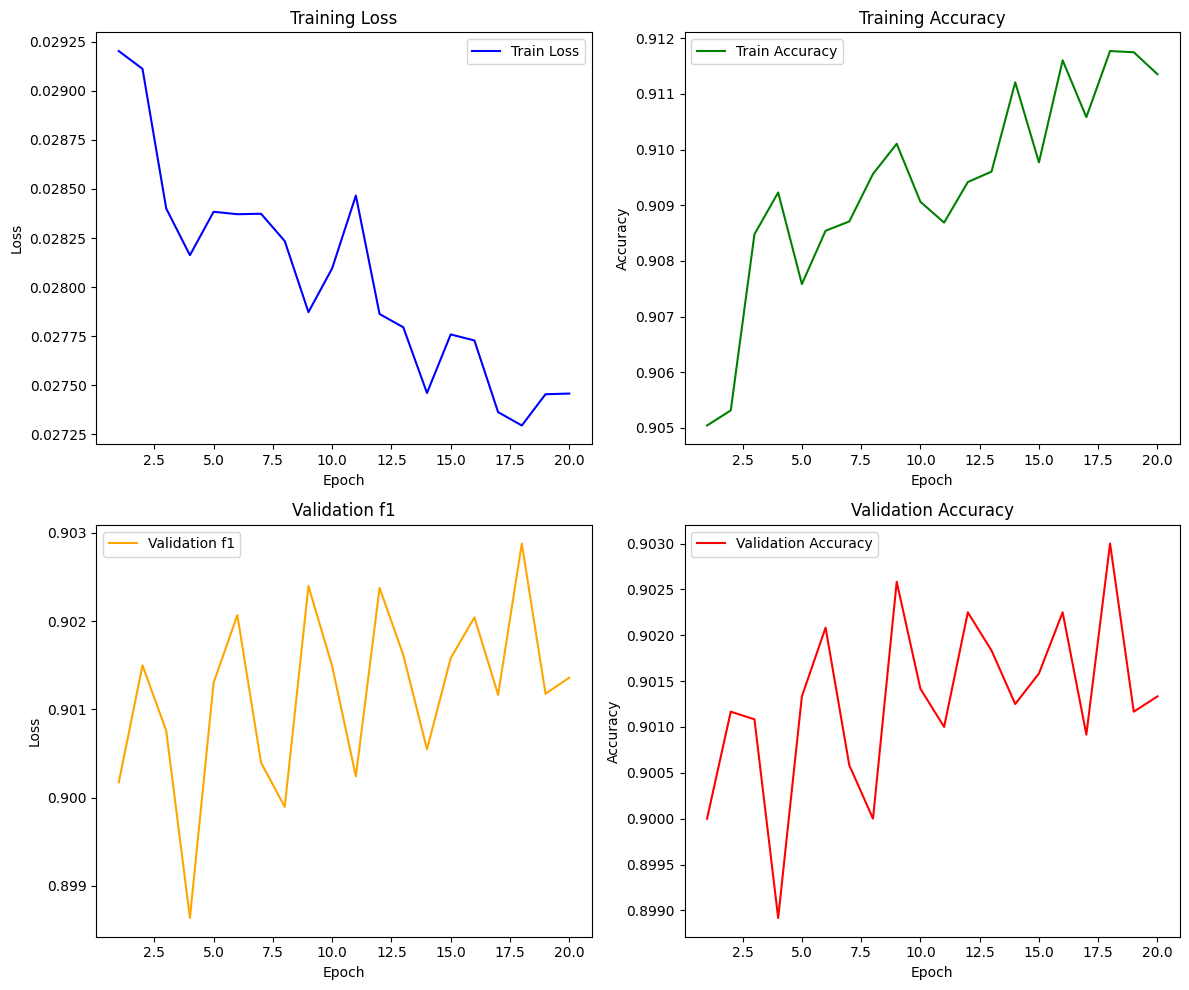 Training Loss
Train Loss
0.02925
0.02900
0.02875
0.02850
0.02825
0.02800
0.02775
0.02750
0.02725
Loss
2.5 5.0 7.5 10.0 12.5 15.0 17.5 20.0
Epoch
Training Accuracy
Train Accuracy
0.912
0.911
0.910
0.909
0.908
0.907
0.906
0.905
Accuracy
2.5 5.0 7.5 10.0 12.5 15.0 17.5 20.0
Epoch
Validation f1
Validation f1
0.903
0.902
0.901
0.900
0.899
Loss
2.5 5.0 7.5 10.0 12.5 15.0 17.5 20.0
Epoch
Validation Accuracy
Validation Accuracy
0.9030
0.9025
0.9020
0.9015
0.9010
0.9005
0.9000
0.8995
0.8990
Accuracy
2.5 5.0 7.5 10.0 12.5 15.0 17.5 20.0
Epoch